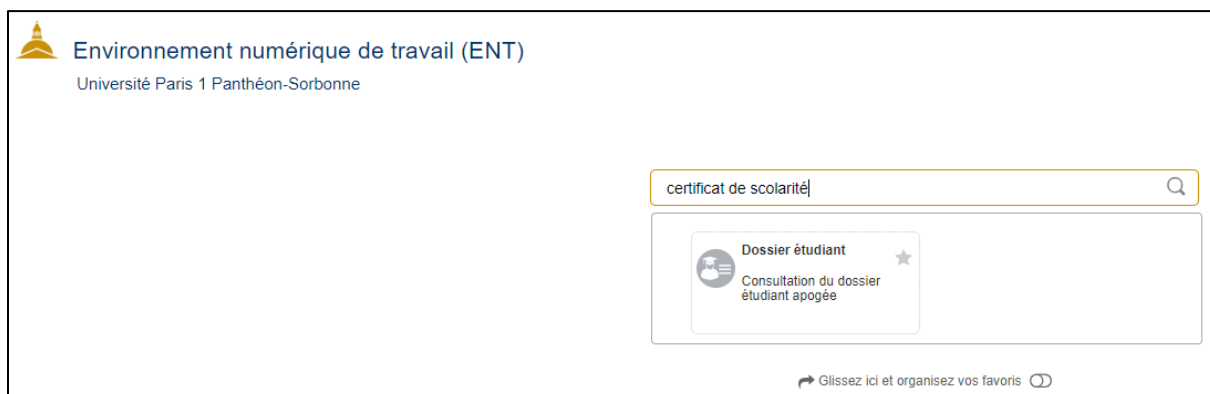 Environnement numérique de travail (ENT)
Université Paris 1 Panthéon-Sorbonne
certificat de scolarité
Dossier étudiant
Consultation du dossier
étudiant apogée
Glissez ici et organisez vos favoris